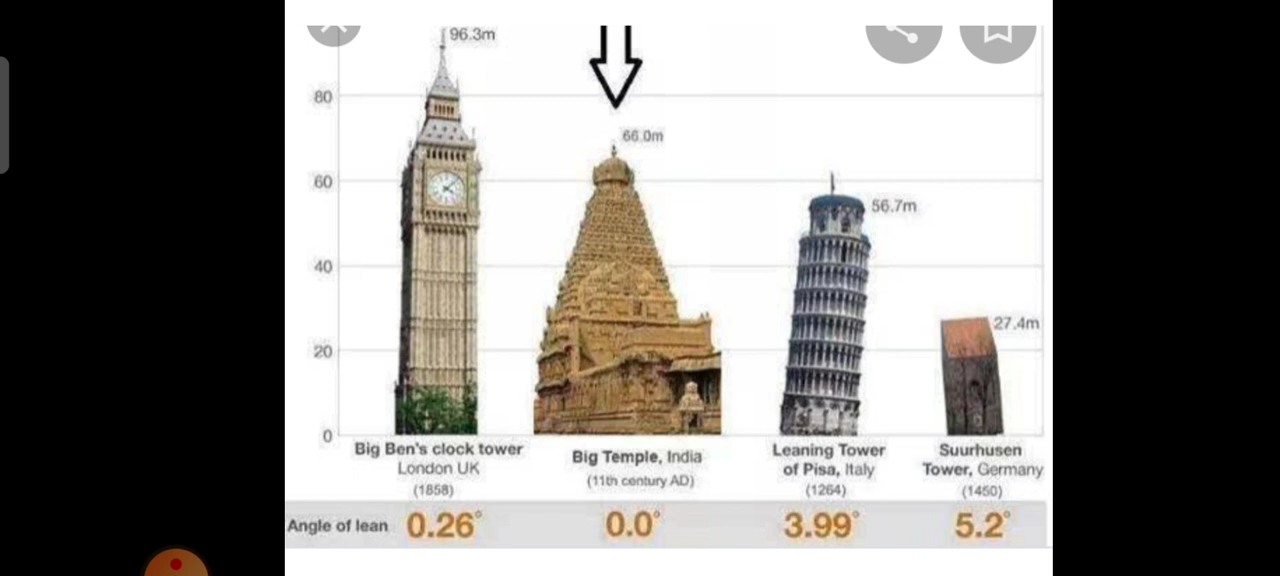 96.3m
80
66.0m
60
56.7m
40
27.4m
20
0
Big Ben's clock tower
London UK
(1858)
Big Temple, India
(11th century AD)
Leaning Tower
of Pisa, Italy
(1264)
Suurhusen
Tower, Germany
(1450)
Angle of lean 0.26° 0.0° 3.99° 5.2°